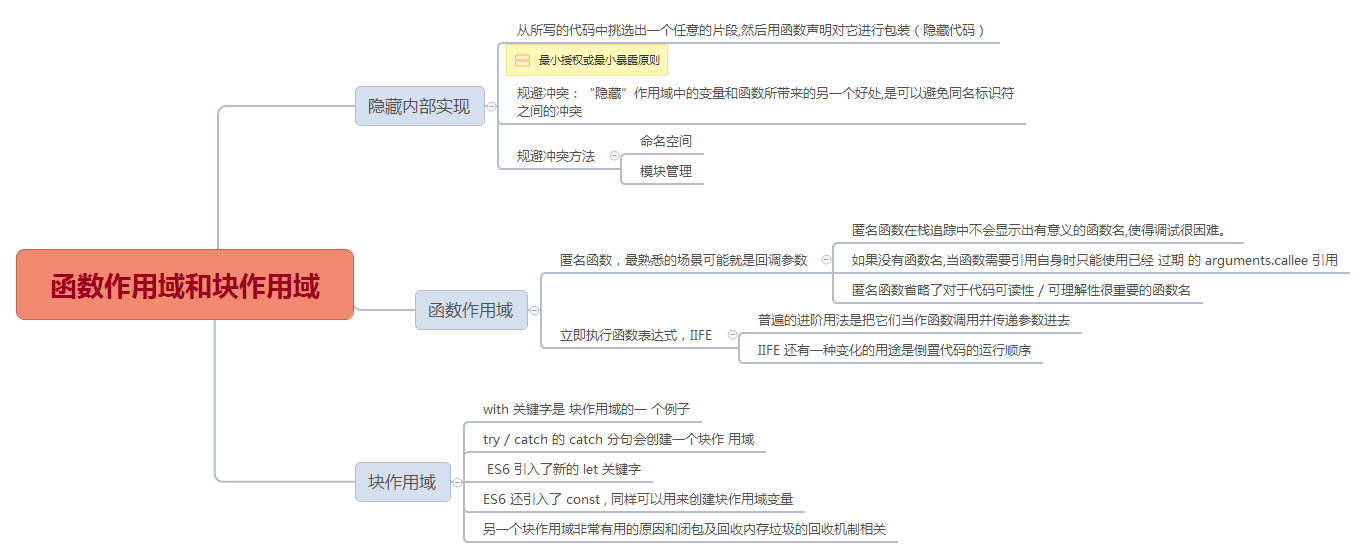 从所写的代码中挑选出一个任意的片段,然后用函数声明对它进行包装（隐藏代码）
最小授权或最小暴露原则
隐藏内部实现
规避冲突：“隐藏”作用域中的变量和函数所带来的另一个好处,是可以避免同名标识符
之间的冲突
规避冲突方法
命名空间
模块管理
函数作用域和块作用域
函数作用域
匿名函数，最熟悉的场景可能就是回调参数
匿名函数在栈追踪中不会显示出有意义的函数名,使得调试很困难。
如果没有函数名,当函数需要引用自身时只能使用已经 过期 的 arguments.callee 引用
匿名函数省略了对于代码可读性 / 可理解性很重要的函数名
立即执行函数表达式，IIFE
普遍的进阶用法是把它们当作函数调用并传递参数进去
IIFE 还有一种变化的用途是倒置代码的运行顺序
块作用域
with 关键字是 块作用域的一 个例子
try / catch 的 catch 分句会创建一个块作 用域
ES6 引入了新的 let 关键字
ES6 还引入了 const , 同样可以用来创建块作用域变量
另一个块作用域非常有用的原因和闭包及回收内存垃圾的回收机制相关